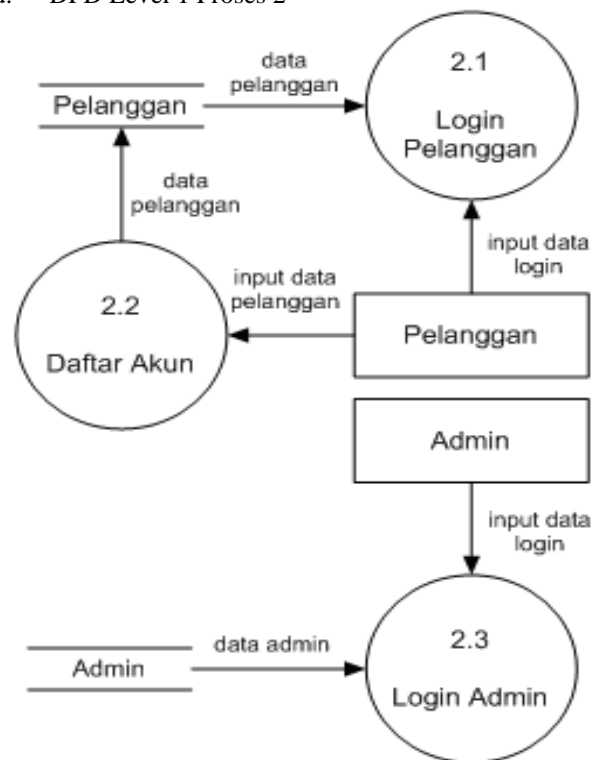 DFD Level 1 Proses 2
data
pelanggan
2.1
Login
Pelanggan
Pelanggan
data
pelanggan
input data
login
2.2
Daftar Akun
input data
pelanggan
Pelanggan
Admin
input data
login
2.3
Login Admin
data admin
Admin